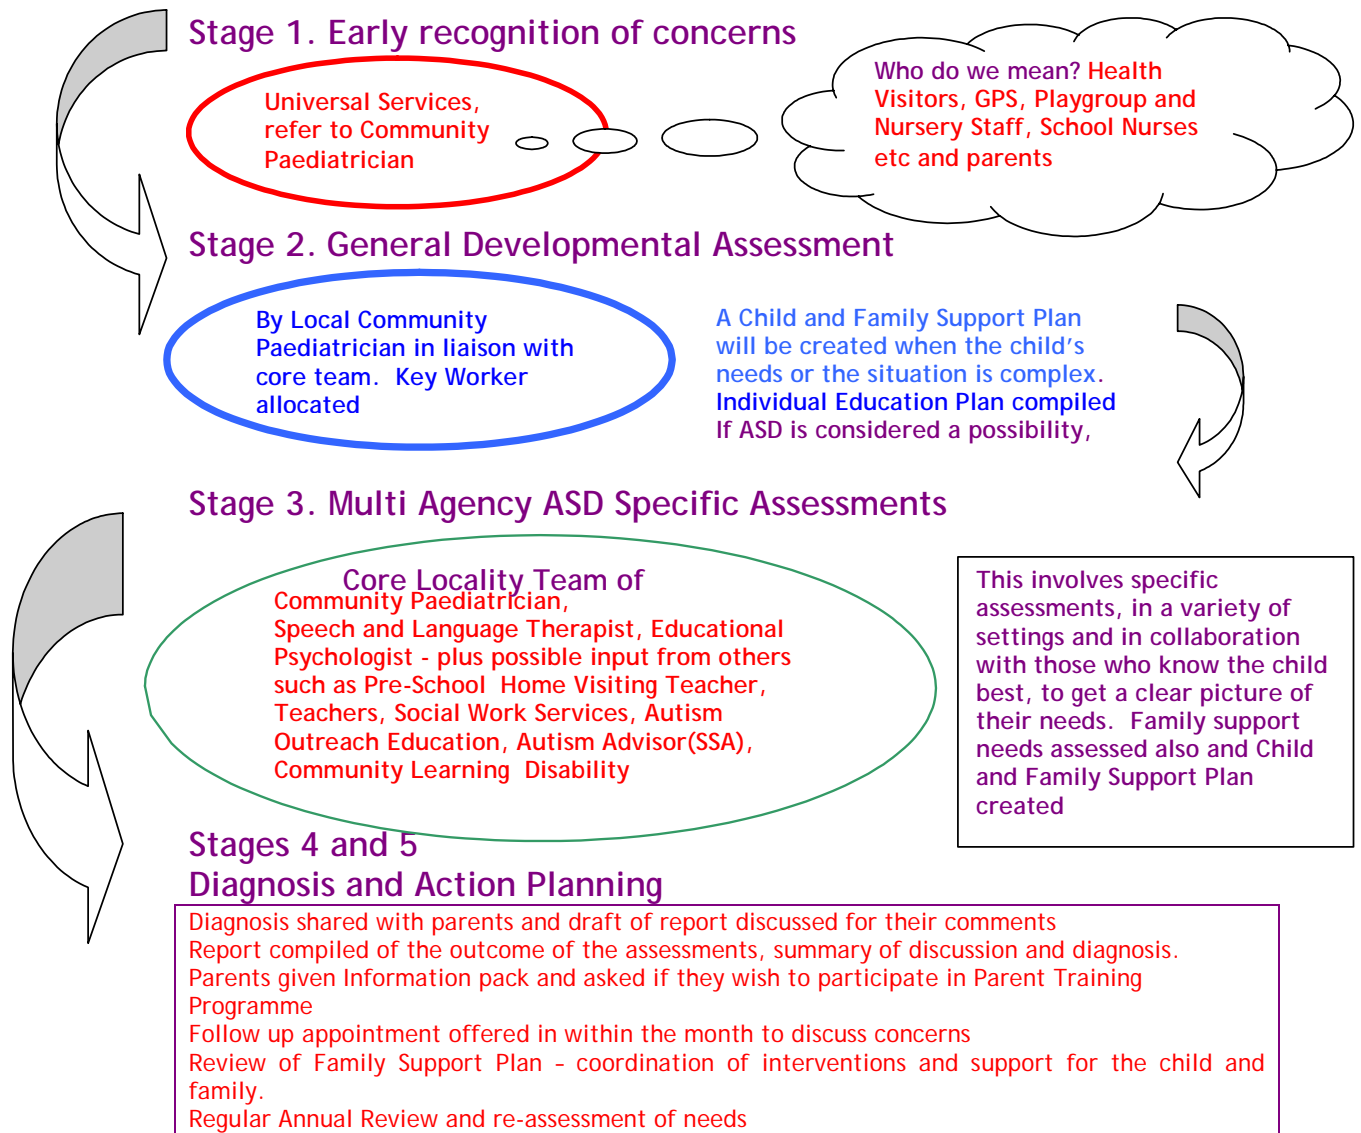 Stage 1. Early recognition of concerns
Universal Services,
refer to Community
Paediatrician
Who do we mean? Health
Visitors, GPS, Playgroup and
Nursery Staff, School Nurses
etc and parents
Stage 2. General Developmental Assessment
By Local Community
Paediatrician in liaison with
core team. Key Worker
allocated
A Child and Family Support Plan
will be created when the child's
needs or the situation is complex.
Individual Education Plan compiled
If ASD is considered a possibility,
Stage 3. Multi Agency ASD Specific Assessments
Core Locality Team of
Community Paediatrician,
Speech and Language Therapist, Educational
Psychologist - plus possible input from others
such as Pre-School Home Visiting Teacher,
Teachers, Social Work Services, Autism
Outreach Education, Autism Advisor(SSA),
Community Learning Disability
This involves specific
assessments, in a variety of
settings and in collaboration
with those who know the child
best, to get a clear picture of
their needs. Family support
needs assessed also and Child
and Family Support Plan
created
Stages 4 and 5
Diagnosis and Action Planning
Diagnosis shared with parents and draft of report discussed for their comments
Report compiled of the outcome of the assessments, summary of discussion and diagnosis.
Parents given Information pack and asked if they wish to participate in Parent Training
Programme
Follow up appointment offered in within the month to discuss concerns
Review of Family Support Plan – coordination of interventions and support for the child and
family.
Regular Annual Review and re-assessment of needs